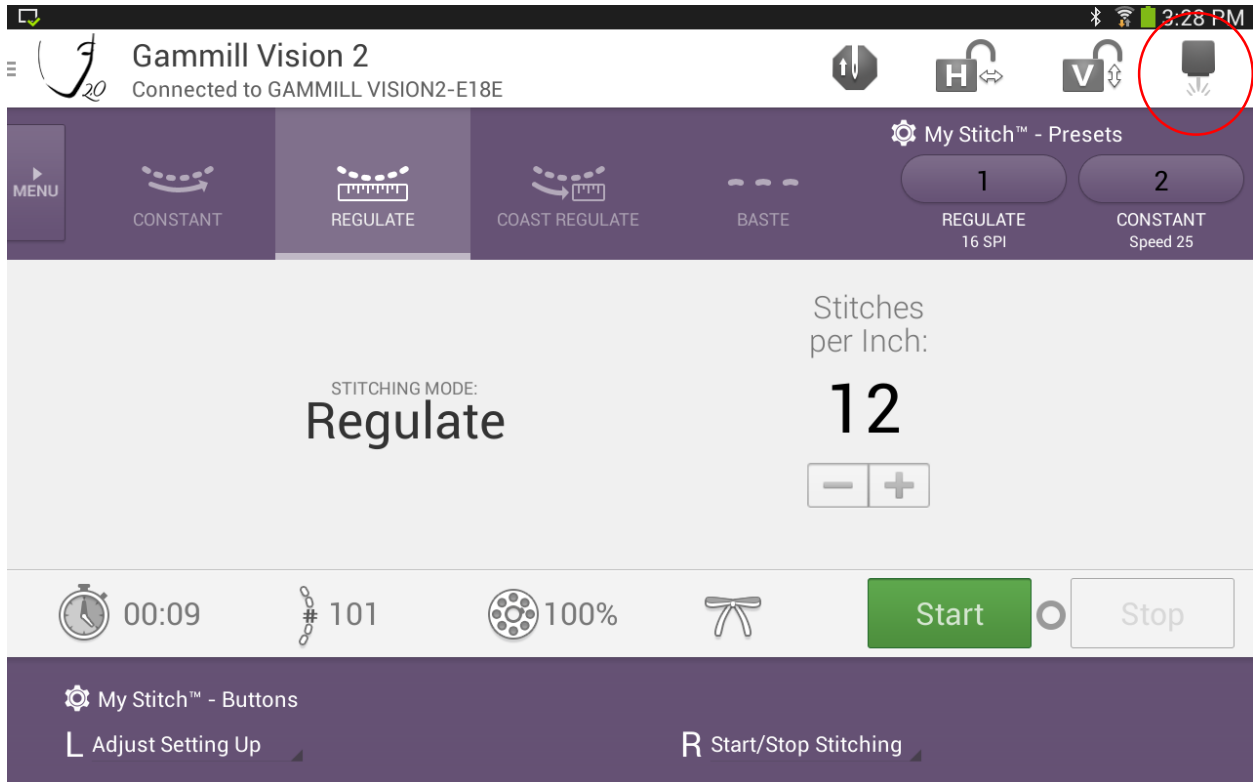 3:28 PM
20
Gammill Vision 2
Connected to GAMMILL VISION2-E18E
H
V
MENU
CONSTANT
REGULATE
COAST REGULATE
BASTE
My Stitch™ - Presets
1
2
REGULATE
16 SPI
CONSTANT
Speed 25
STITCHING MODE:
Regulate
Stitches
per Inch:
12
- +
00:09
# 101
100%
Start
Stop
My Stitch™ - Buttons
L Adjust Setting Up
R Start/Stop Stitching